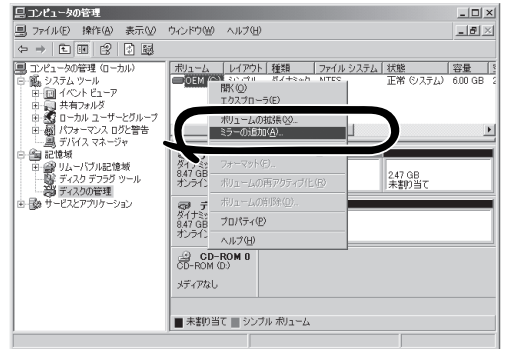 コンピュータの管理
ファイル(F) 操作(A) 表示(V) ウィンドウ(W) ヘルプ(H)
コンピュータの管理 (ローカル)
システム ツール
イベント ビューア
共有フォルダ
ローカル ユーザーとグループ
パフォーマンス ログと警告
デバイス マネージャ
記憶域
リムーバブル記憶域
ディスク デフラグ ツール
ディスクの管理
サービスとアプリケーション
ボリューム レイアウト 種類 ファイル システム 状態 容量
OEM (C:) シンプル ダイナミック NTFS 正常 (システム) 6.00 GB
開く(O)
エクスプローラ(E)
ボリュームの拡張(X)...
ミラーの追加(A)...
フォーマット(F)...
ボリュームの再アクティブ化(R)
ボリュームの削除(D)...
プロパティ(P)
ヘルプ(H)
8.47 GB
オンライ
2.47 GB
未割り当て
ダイナミ
8.47 GB
オンライ
CD-ROM 0
CD-ROM (D:)
メディアなし
未割り当て シンプル ボリューム